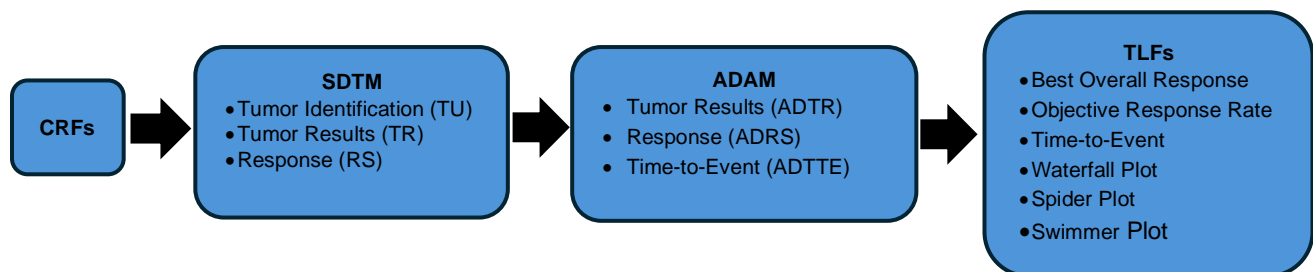 CRFs
SDTM
•Tumor Identification (TU)
•Tumor Results (TR)
•Response (RS)
ADAM
• Tumor Results (ADTR)
• Response (ADRS)
• Time-to-Event (ADTTE)
TLFs
•Best Overall Response
•Objective Response Rate
•Time-to-Event
•Waterfall Plot
•Spider Plot
•Swimmer Plot